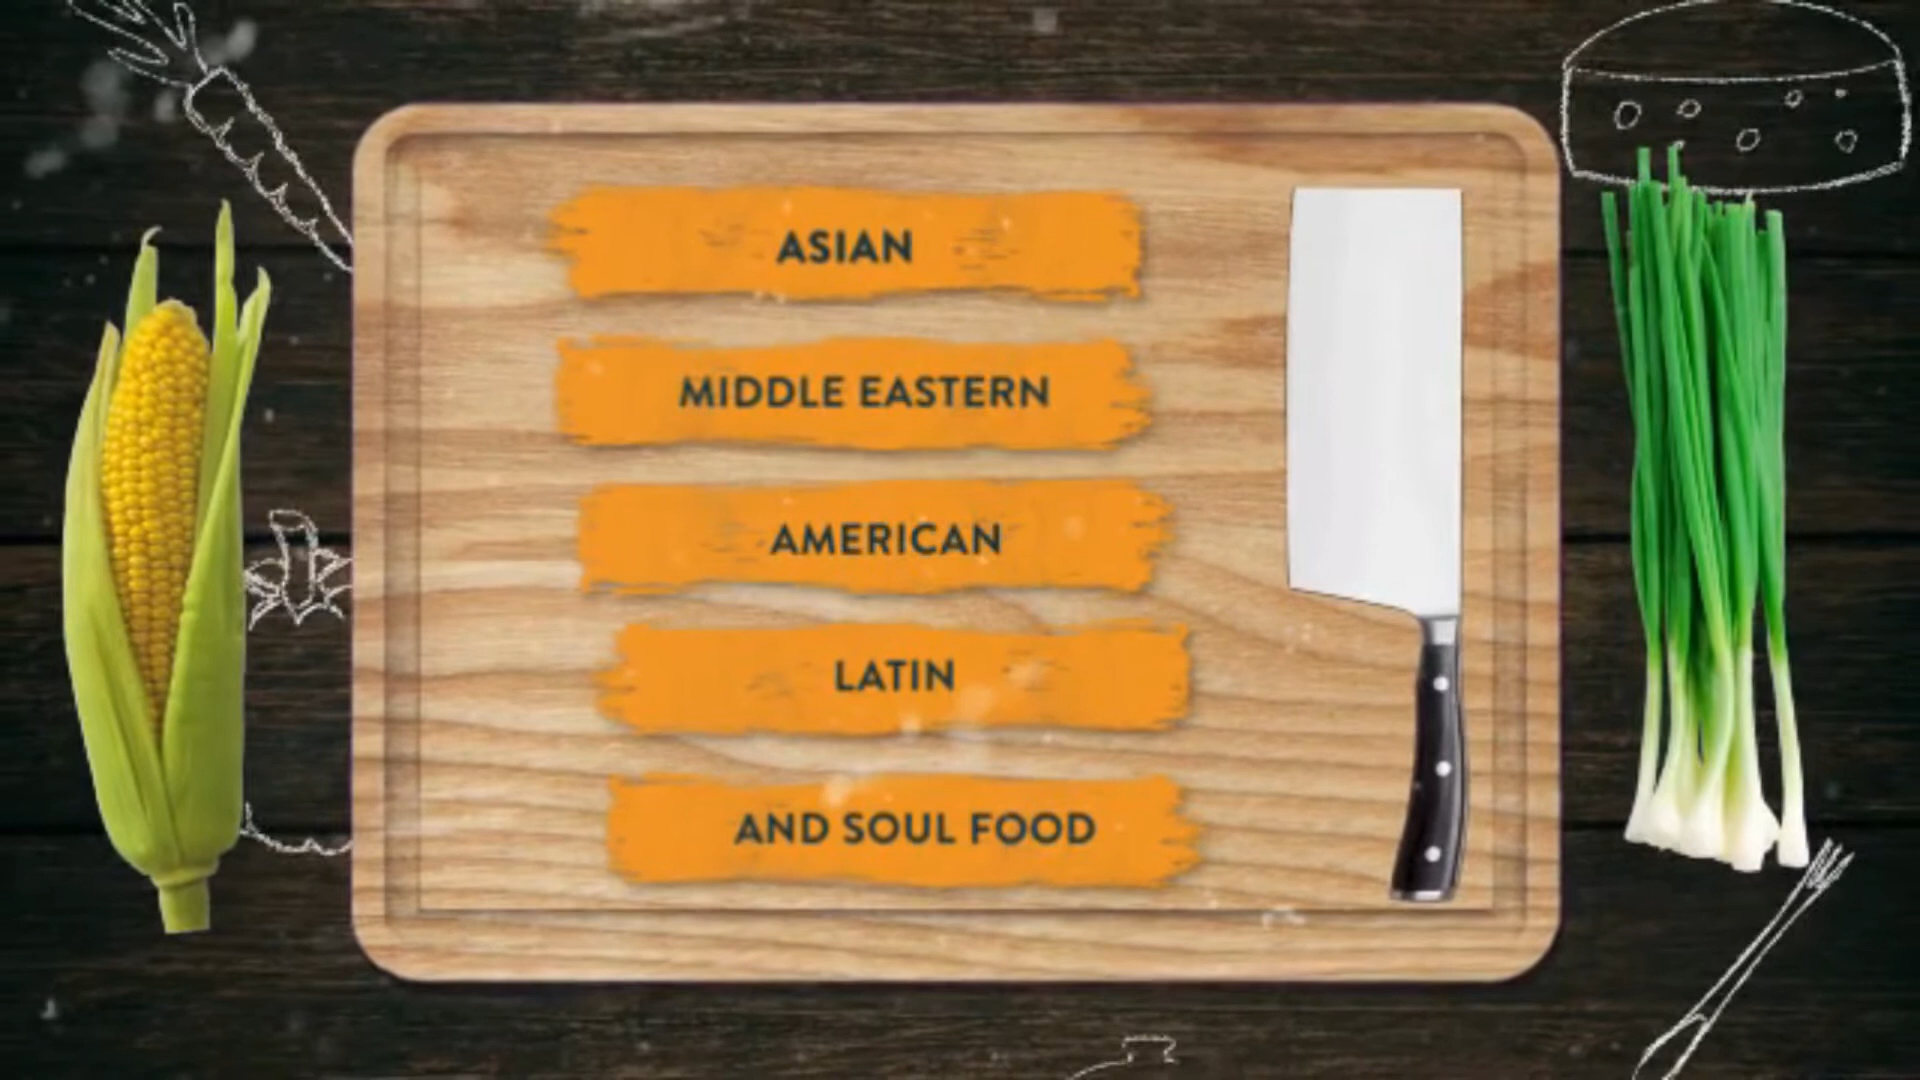 ASIAN
MIDDLE EASTERN
AMERICAN
LATIN
AND SOUL FOOD